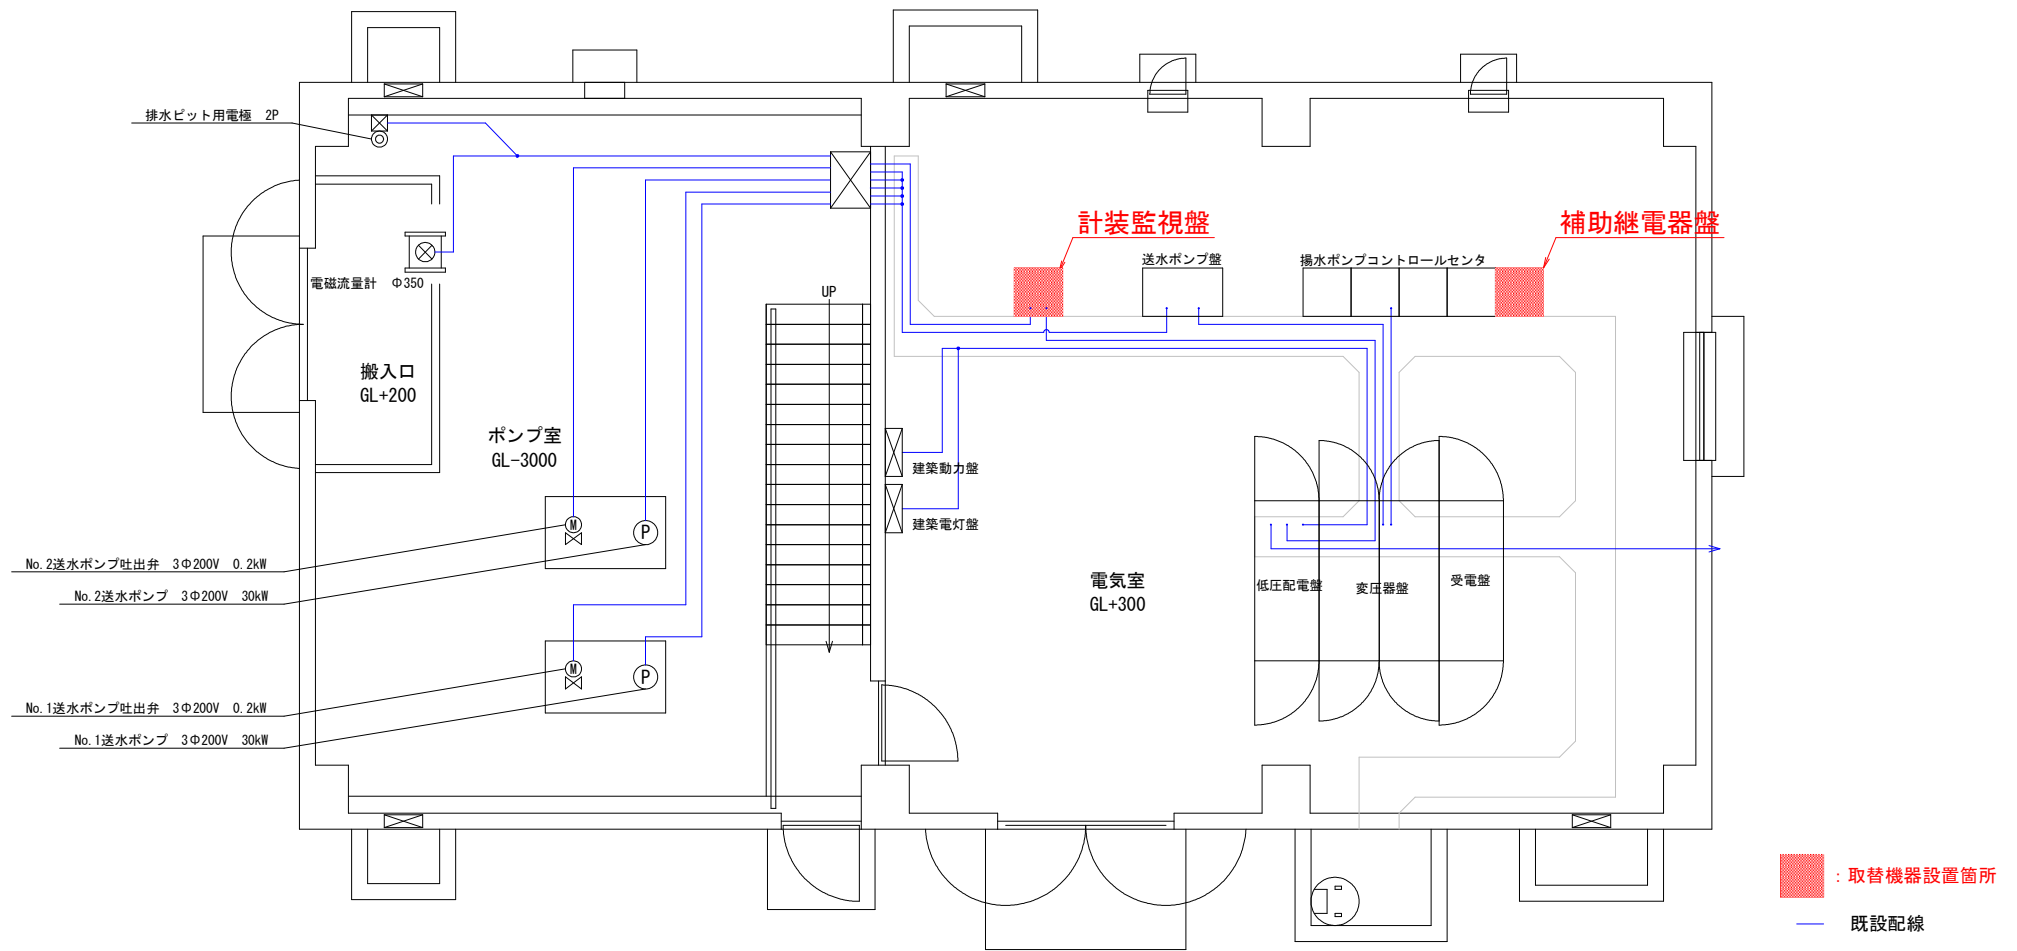 排水ピット用電極 2P
計装監視盤
補助継電器盤
送水ポンプ盤
揚水ポンプコントロールセンタ
電磁流量計 Φ350
UP
搬入口
GL+200
ポンプ室
GL-3000
建築動力盤
建築電灯盤
M
P
No.2送水ポンプ吐出弁 3Φ200V 0.2kW
No.2送水ポンプ 3Φ200V 30kW
電気室
GL+300
低圧配電盤
変圧器盤
受電盤
M
P
No.1送水ポンプ吐出弁 3Φ200V 0.2kW
No.1送水ポンプ 3Φ200V 30kW
：取替機器設置箇所
既設配線